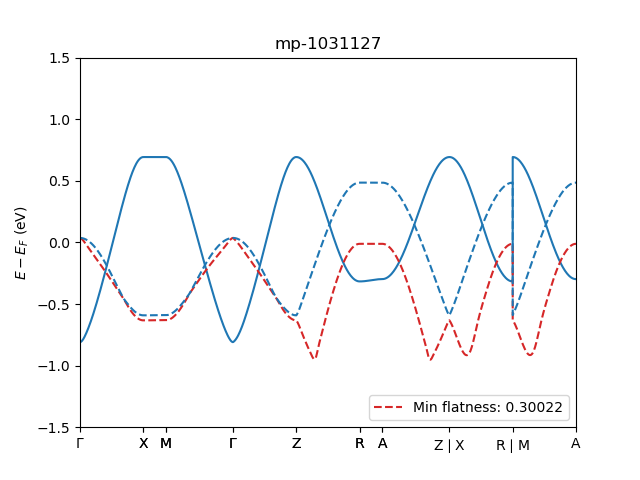 mp-1031127
1.5
1.0
0.5
0.0
−0.5
−1.0
−1.5
E − E_F (eV)
Min flatness: 0.30022
Γ X M Γ Z R A Z | X R | M A